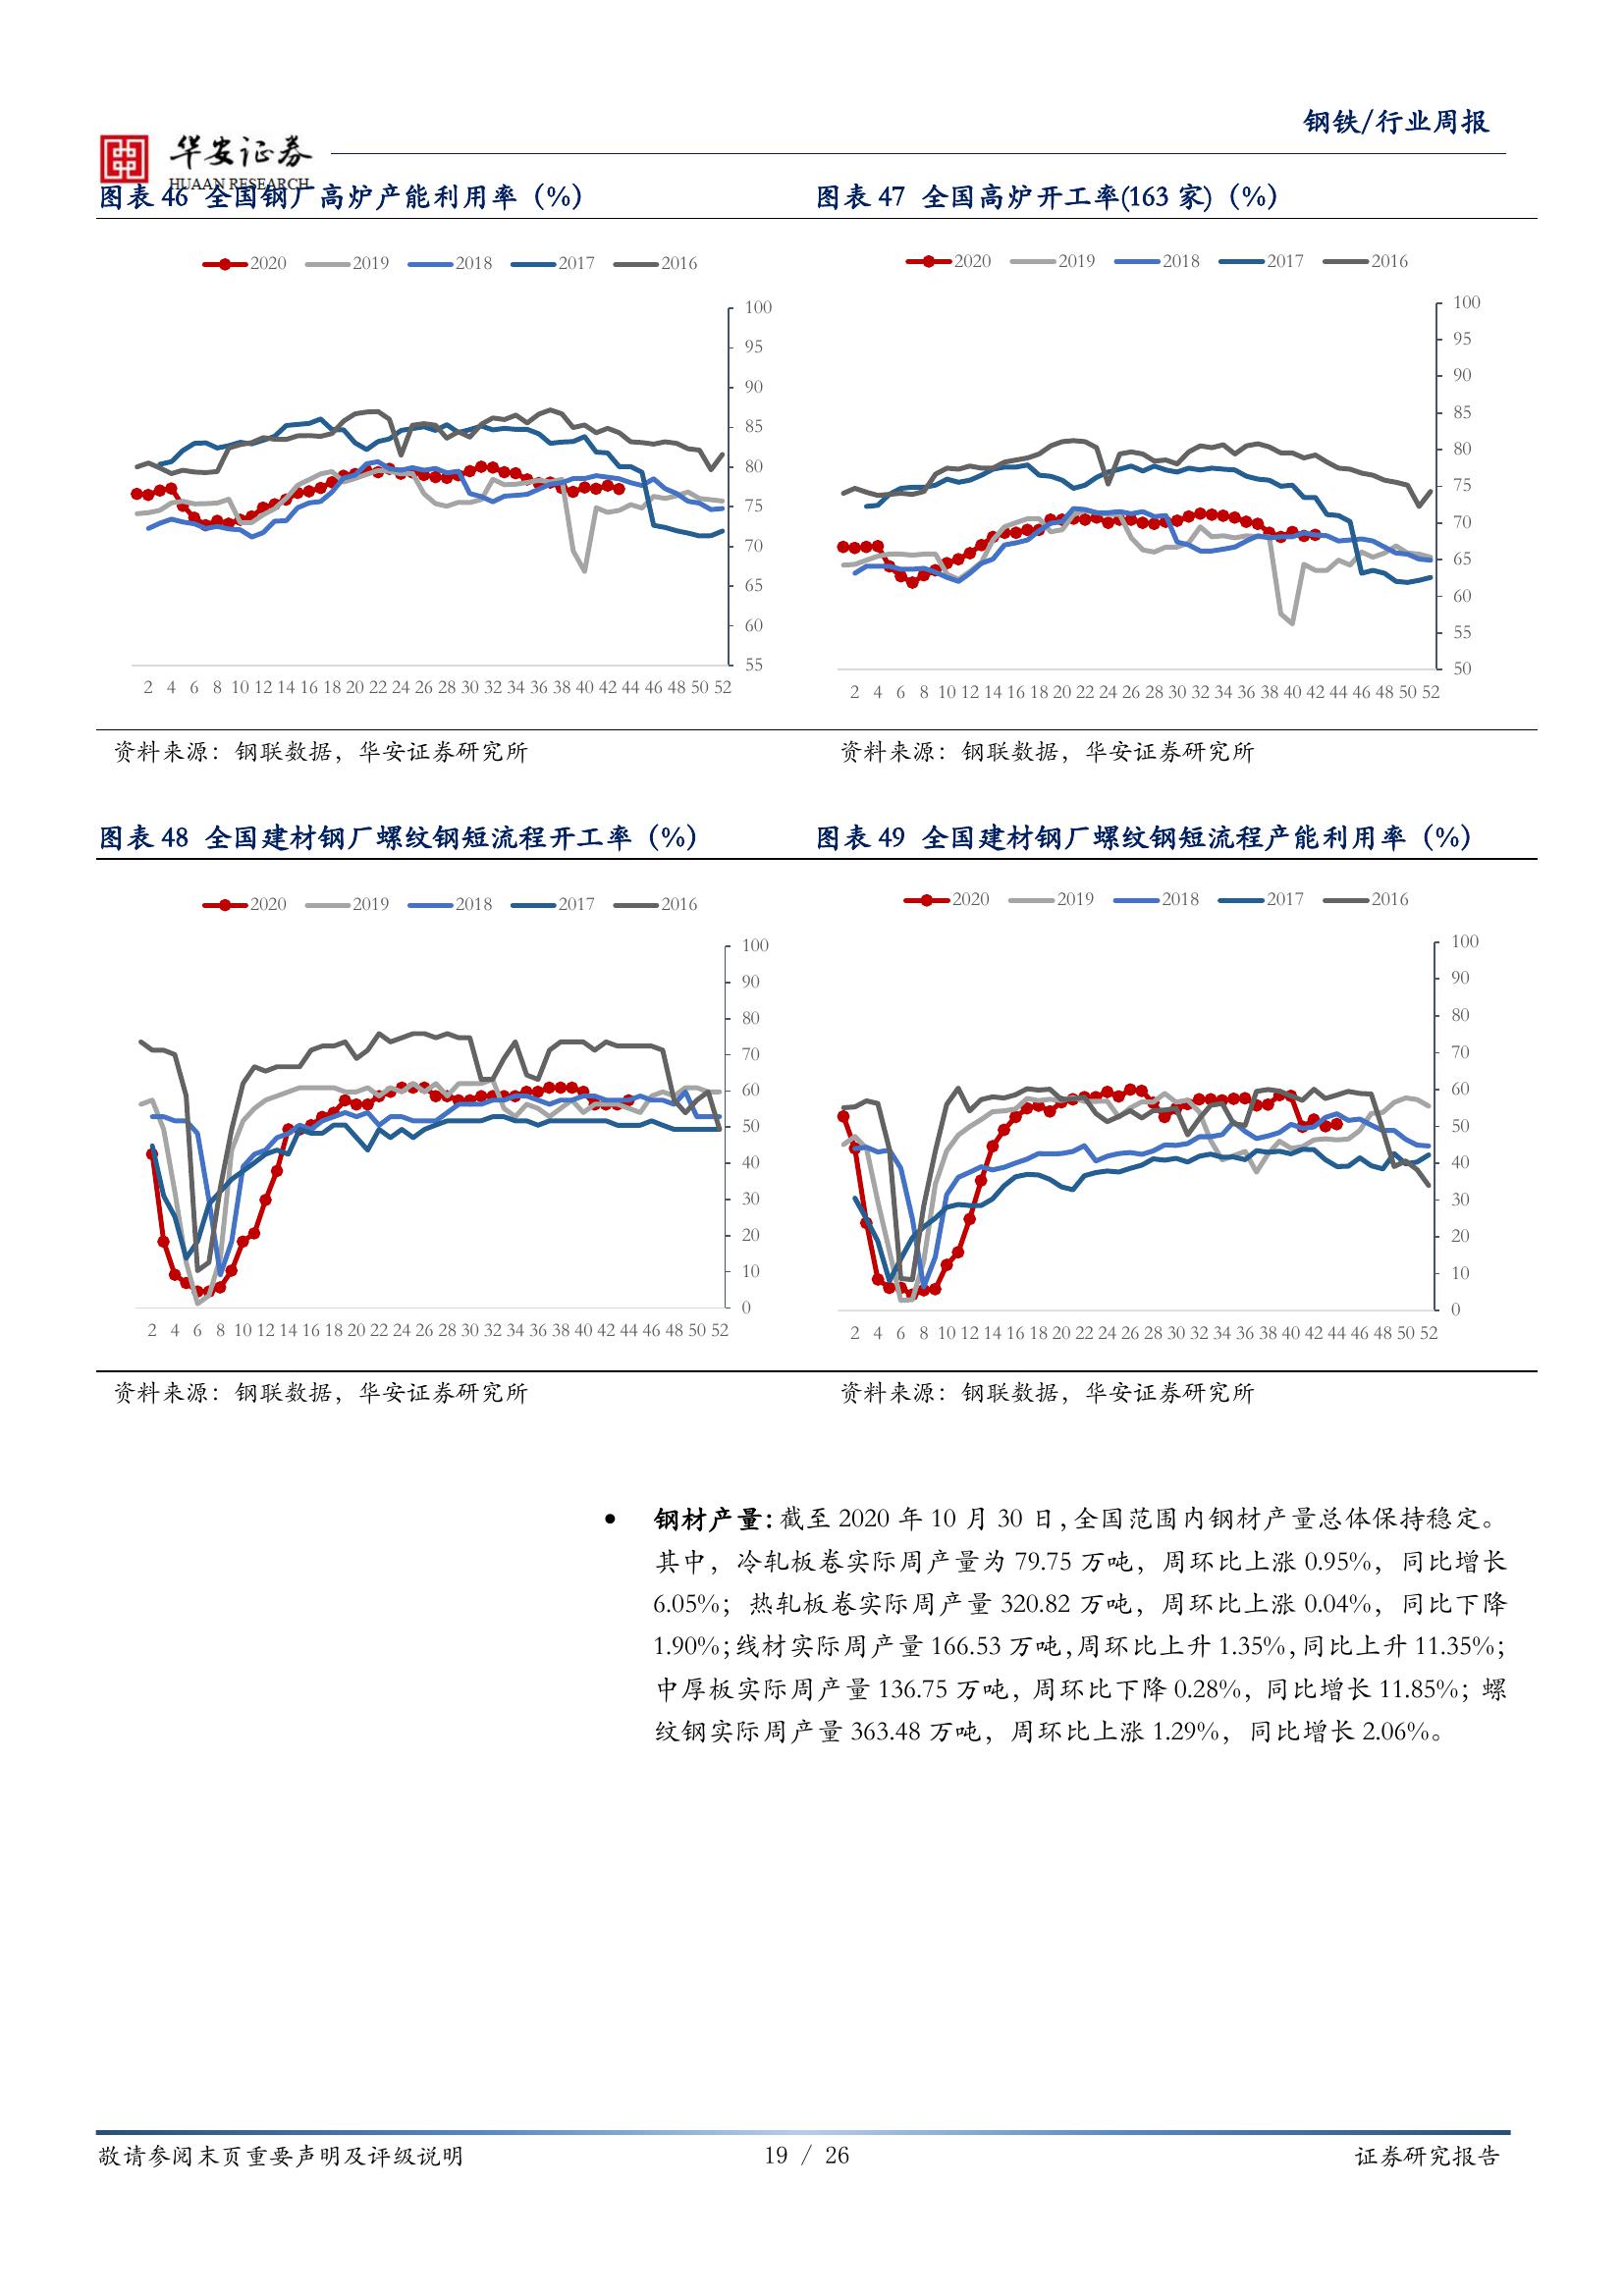 钢铁/行业周报
华安证券
HUAAN RESEARCH
图表 46 全国钢厂高炉产能利用率（%）
图表 47 全国高炉开工率(163 家)（%）
2020 2019 2018 2017 2016
100
95
90
85
80
75
70
65
60
55
2 4 6 8 10 12 14 16 18 20 22 24 26 28 30 32 34 36 38 40 42 44 46 48 50 52
2020 2019 2018 2017 2016
100
95
90
85
80
75
70
65
60
55
50
2 4 6 8 10 12 14 16 18 20 22 24 26 28 30 32 34 36 38 40 42 44 46 48 50 52
资料来源：钢联数据，华安证券研究所
资料来源：钢联数据，华安证券研究所
图表 48 全国建材钢厂螺纹钢短流程开工率（%）
图表 49 全国建材钢厂螺纹钢短流程产能利用率（%）
2020 2019 2018 2017 2016
100
90
80
70
60
50
40
30
20
10
0
2 4 6 8 10 12 14 16 18 20 22 24 26 28 30 32 34 36 38 40 42 44 46 48 50 52
2020 2019 2018 2017 2016
100
90
80
70
60
50
40
30
20
10
0
2 4 6 8 10 12 14 16 18 20 22 24 26 28 30 32 34 36 38 40 42 44 46 48 50 52
资料来源：钢联数据，华安证券研究所
资料来源：钢联数据，华安证券研究所
● 钢材产量：截至 2020 年 10 月 30 日，全国范围内钢材产量总体保持稳定。
其中，冷轧板卷实际周产量为 79.75 万吨，周环比上涨 0.95%，同比增长
6.05%；热轧板卷实际周产量 320.82 万吨，周环比上涨 0.04%，同比下降
1.90%；线材实际周产量 166.53 万吨，周环比上升 1.35%，同比上升 11.35%；
中厚板实际周产量 136.75 万吨，周环比下降 0.28%，同比增长 11.85%；螺
纹钢实际周产量 363.48 万吨，周环比上涨 1.29%，同比增长 2.06%。
敬请参阅末页重要声明及评级说明
19 / 26
证券研究报告